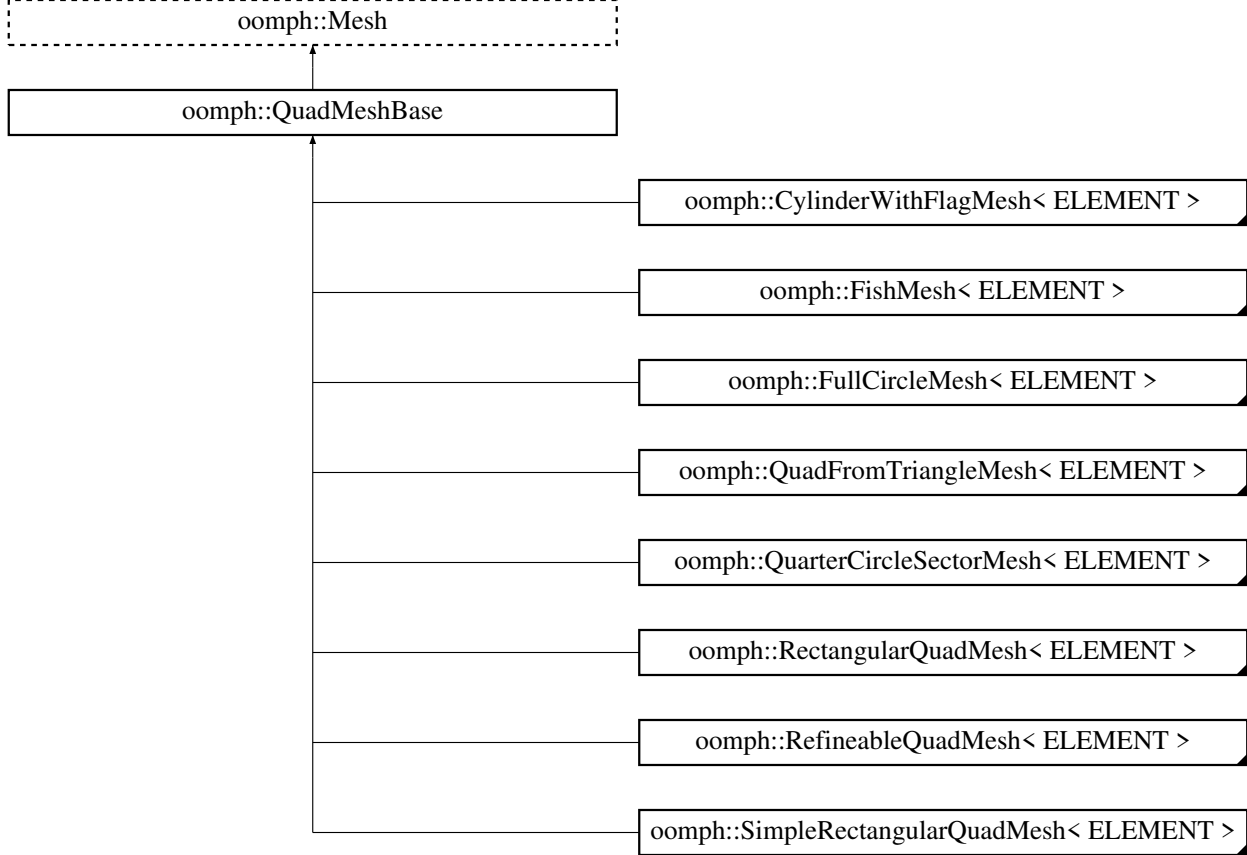 oomph::Mesh
oomph::QuadMeshBase
oomph::CylinderWithFlagMesh< ELEMENT >
oomph::FishMesh< ELEMENT >
oomph::FullCircleMesh< ELEMENT >
oomph::QuadFromTriangleMesh< ELEMENT >
oomph::QuarterCircleSectorMesh< ELEMENT >
oomph::RectangularQuadMesh< ELEMENT >
oomph::RefineableQuadMesh< ELEMENT >
oomph::SimpleRectangularQuadMesh< ELEMENT >